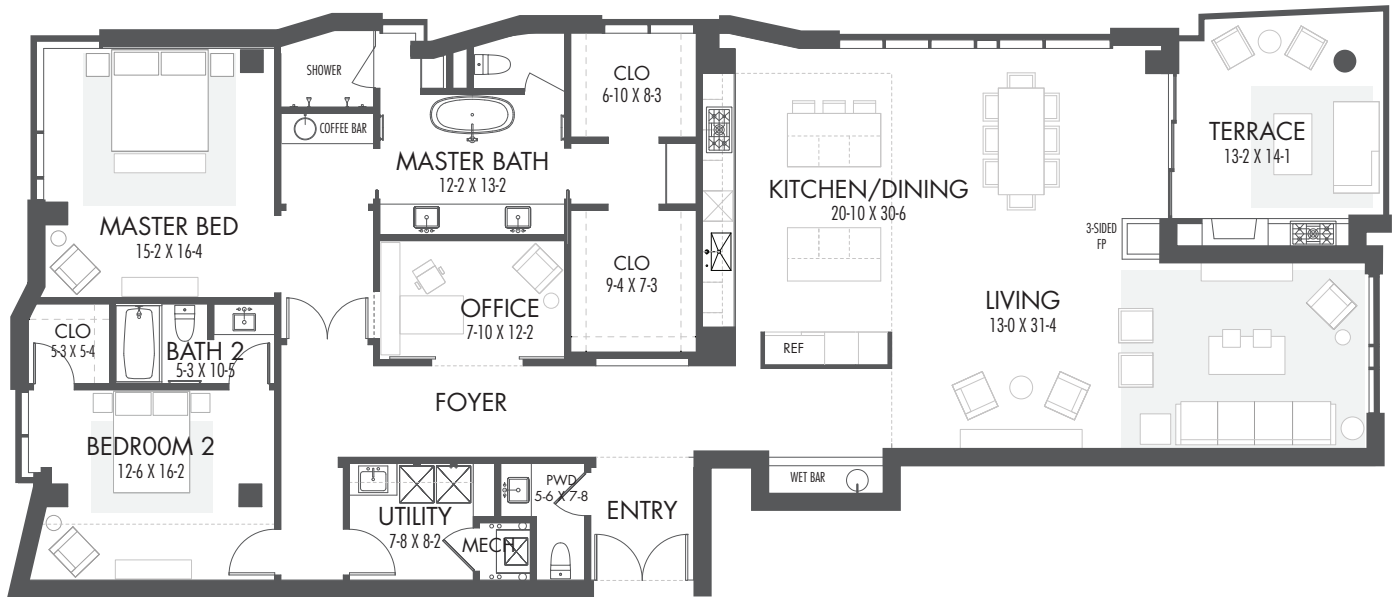 SHOWER
COFFEE BAR
MASTER BATH
12-2 X 13-2
CLO
6-10 X 8-3
MASTER BED
15-2 X 16-4
KITCHEN/DINING
20-10 X 30-6
TERRACE
13-2 X 14-1
3-SIDED
FP
CLO
9-4 X 7-3
OFFICE
7-10 X 12-2
LIVING
13-0 X 31-4
CLO
5-3 X 5-4
BATH 2
5-3 X 10-5
REF
FOYER
BEDROOM 2
12-6 X 16-2
UTILITY
7-8 X 8-2
MECH
PWD
5-6 X 7-8
ENTRY
WET BAR